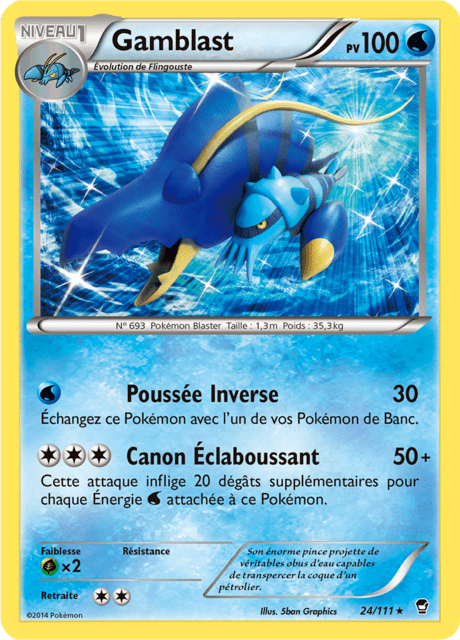 NIVEAU 1
Gamblast
PV 100
Évolution de Flingouste
N° 693 Pokémon Blaster Taille : 1,3m Poids : 35,3kg
Poussée Inverse 30
Échangez ce Pokémon avec l'un de vos Pokémon de Banc.
Canon Éclaboussant 50+
Cette attaque inflige 20 dégâts supplémentaires pour
chaque Énergie attachée à ce Pokémon.
Faiblesse
×2
Résistance
Retraite
Son énorme pince projette de
véritables obus d'eau capables
de transpercer la coque d'un
pétrolier.
Illus. 5ban Graphics
24/111 ★
©2014 Pokémon